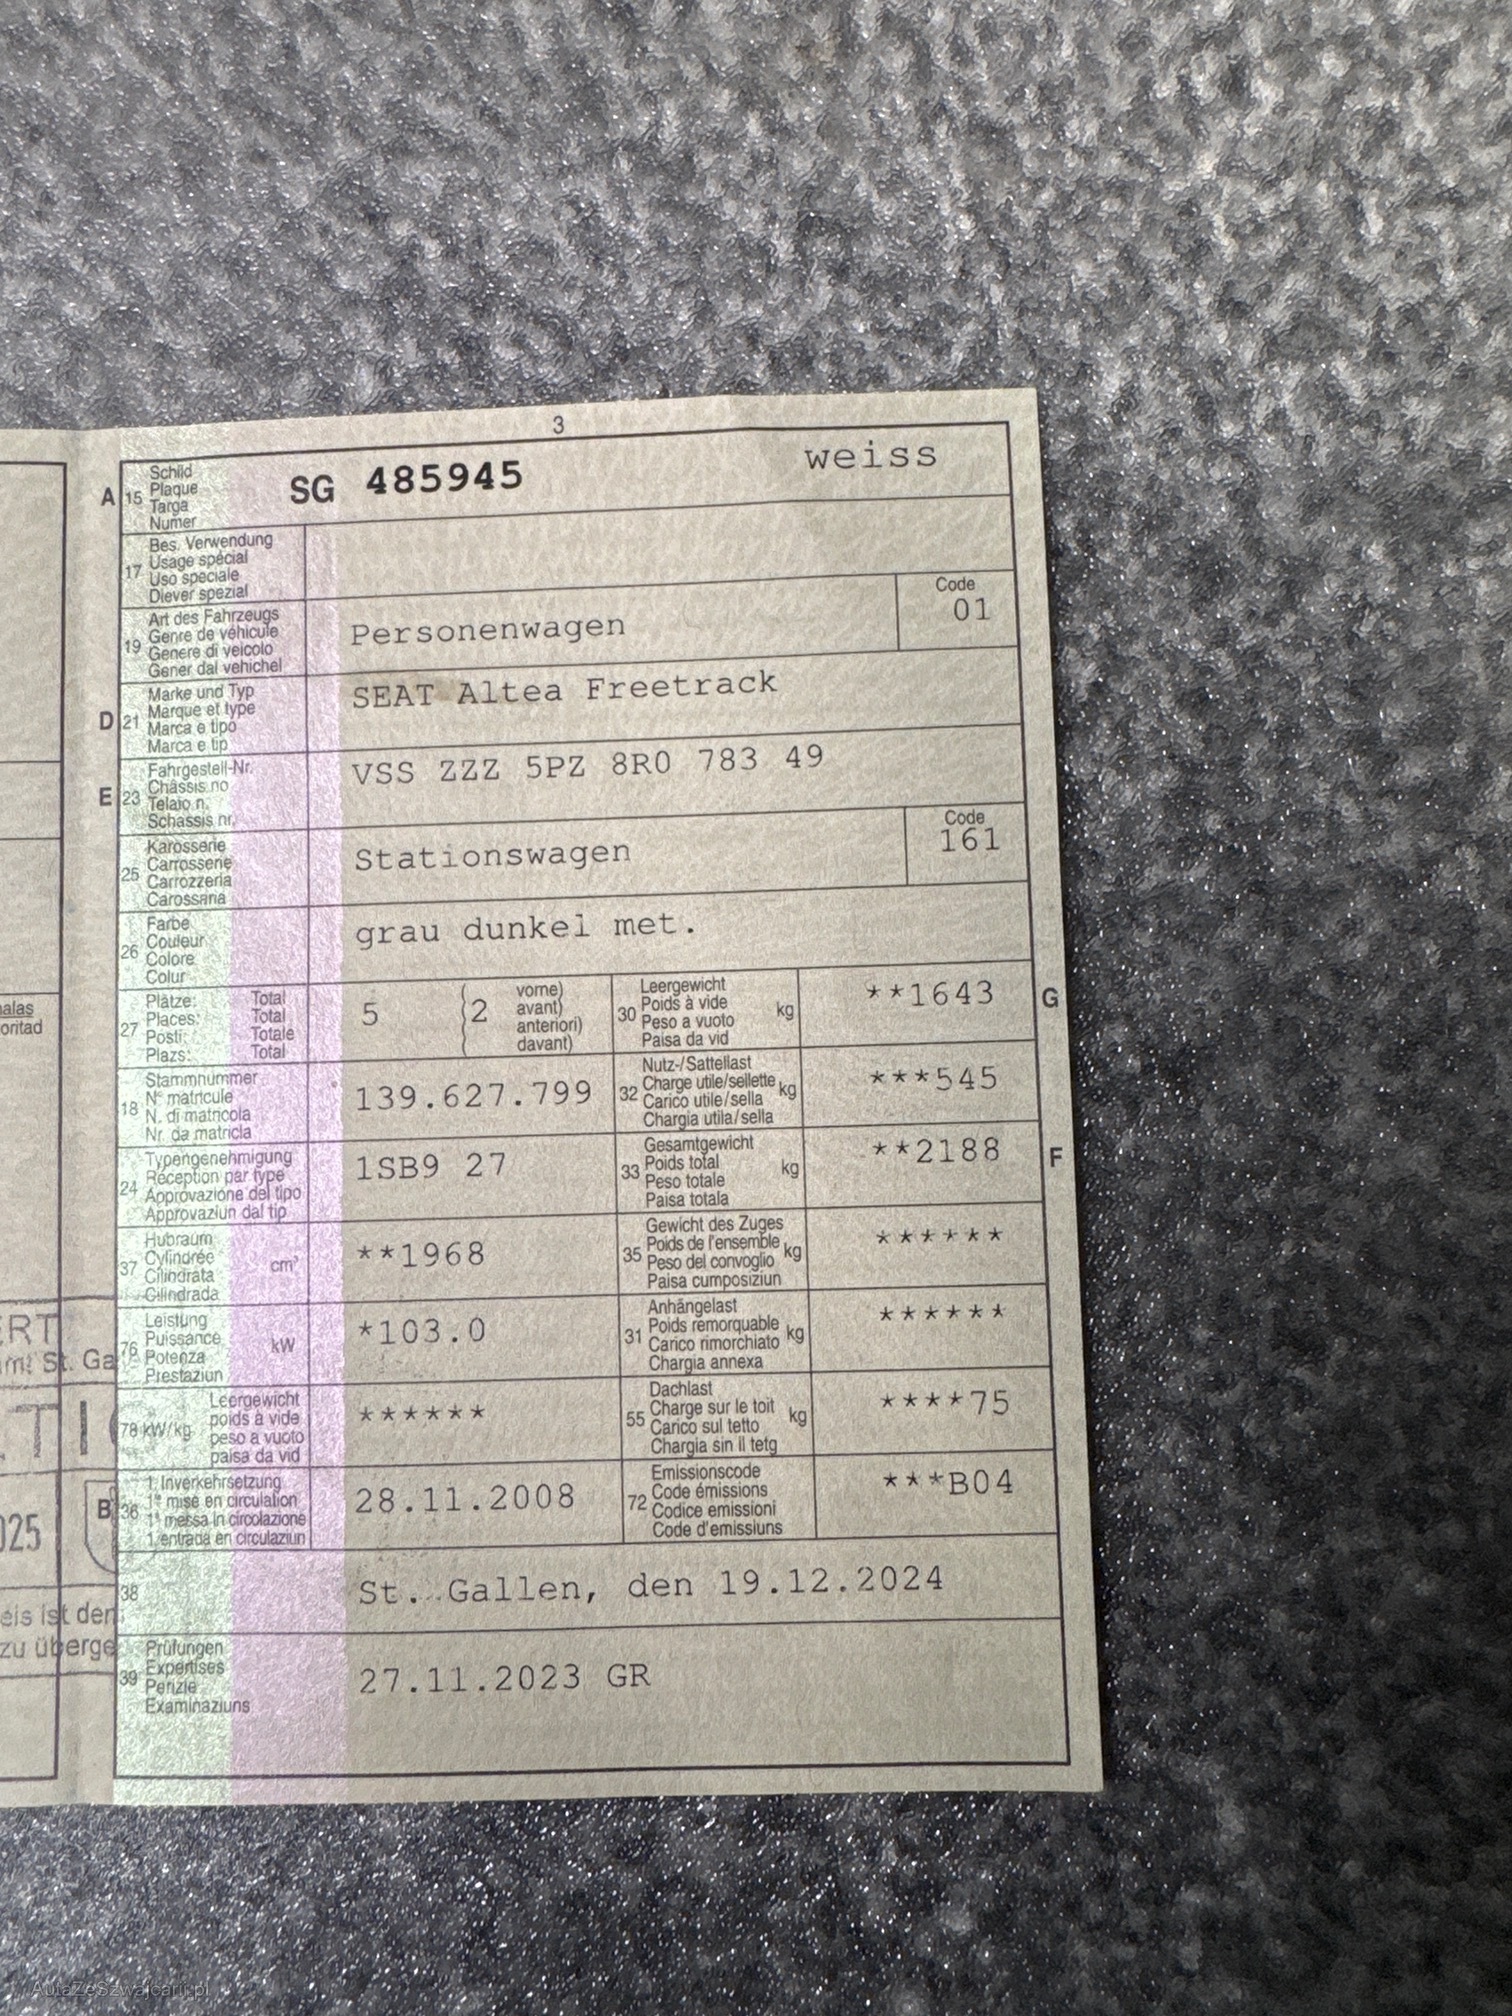 3
A 15 Schild Plaque Targa Numer SG 485945 weiss
17 Bes. Verwendung Usage spécial Uso speciale Diever spezial
19 Art des Fahrzeugs Genre de véhicule Genere di veicolo Gener dal vehichel Personenwagen Code 01
D 21 Marke und Typ Marque et type Marca e tipo Marca e tip SEAT Altea Freetrack
E 23 Fahrgestell-Nr. Châssis no Telaio n. Schassis nr. VSS ZZZ 5PZ 8R0 783 49
25 Karosserie Carrosserie Carrozzeria Carossaria Stationswagen Code 161
26 Farbe Couleur Colore Colur grau dunkel met.
27 Plätze: Total Places: Total Posti: Totale Plazs: Total 5 2 vorne) avant) anteriori) davant) 30 Leergewicht Poids à vide Peso a vuoto Paisa da vid kg **1643 G
18 Stammnummer N° matricule N. di matricola Nr. da matricla 139.627.799 32 Nutz-/Sattellast Charge utile/sellette Carico utile/sella Chargia utila/sella kg ***545
24 Typengenehmigung Réception par type Approvazione del tipo Approvaziun dal tip 1SB9 27 33 Gesamtgewicht Poids total Peso totale Paisa totala kg **2188 F
37 Hubraum Cylindrée Cilindrata Cilindrada cm³ **1968 35 Gewicht des Zuges Poids de l'ensemble Peso del convoglio Paisa cumposiziun kg ******
76 Leistung Puissance Potenza Prestaziun kW *103.0 31 Anhängelast Poids remorquable Carico rimorchiato Chargia annexa kg ******
78 kW/kg Leergewicht poids à vide peso a vuoto paisa da vid ****** 55 Dachlast Charge sur le toit Carico sul tetto Chargia sin il tetg kg ****75
B 36 1. Inverkehrsetzung 1re mise en circulation 1a messa in circolazione 1. entrada en circulaziun 28.11.2008 72 Emissionscode Code émissions Codice emissioni Code d'emissiuns ***B04
38 St. Gallen, den 19.12.2024
39 Prüfungen Expertises Perizie Examinaziuns 27.11.2023 GR
alas
oritad
ERT
St. Ga
025
eis ist den
zu überge
AutaZeSzwajcarii.pl